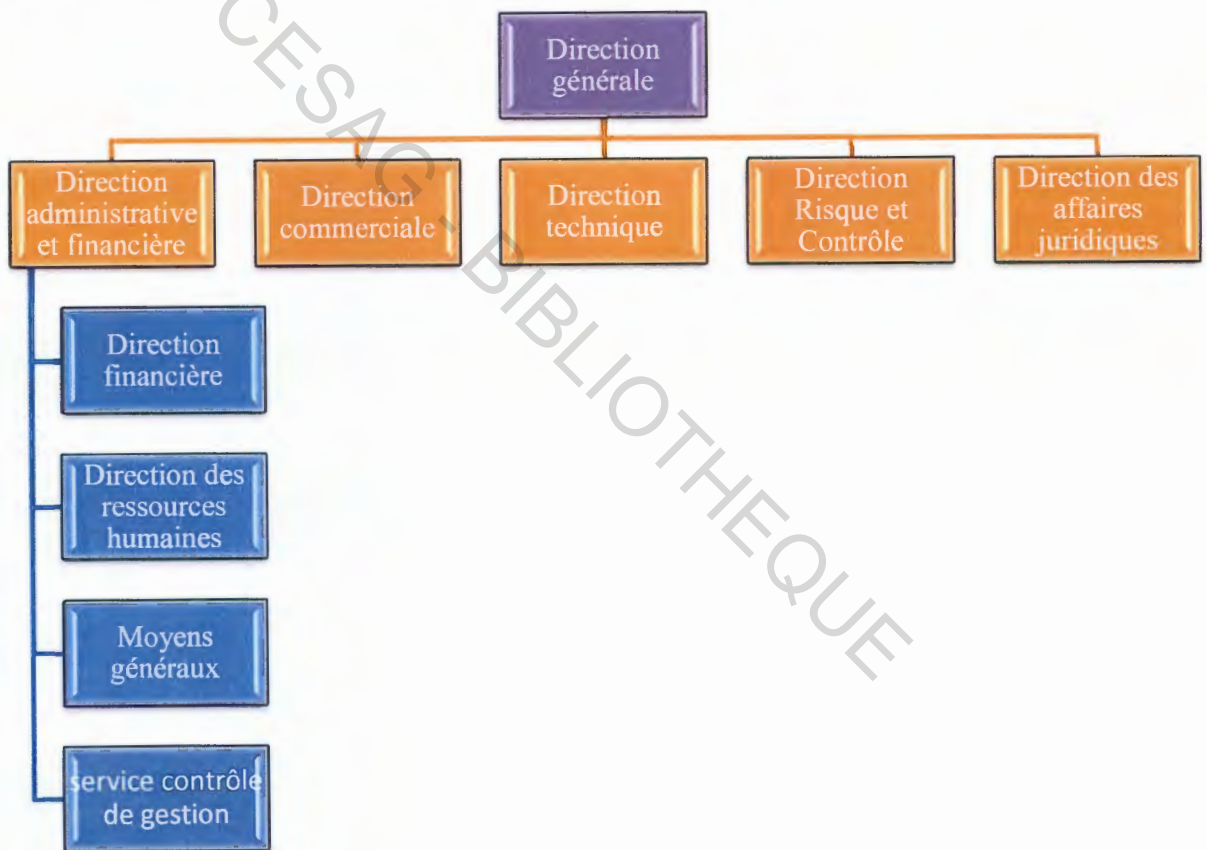 Direction
générale
Direction
administrative
et financière
Direction
commerciale
Direction
technique
Direction
Risque et
Contrôle
Direction des
affaires
juridiques
Direction
financière
Direction des
ressources
humaines
Moyens
généraux
service contrôle
de gestion
CESAG - BIBLIOTHEQUE